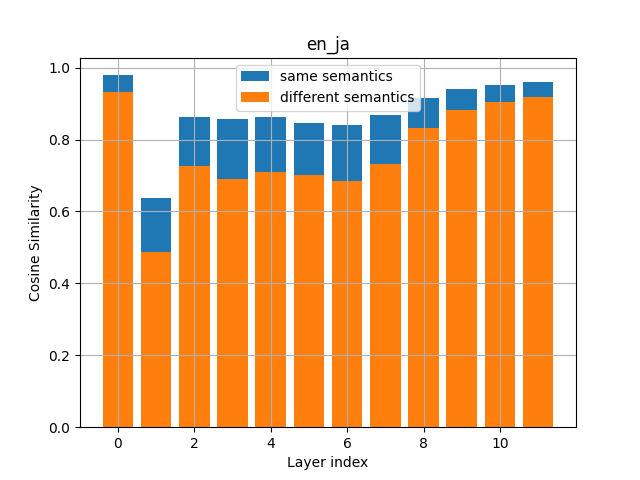 en_ja
same semantics
different semantics
Cosine Similarity
1.0
0.8
0.6
0.4
0.2
0.0
0 2 4 6 8 10
Layer index